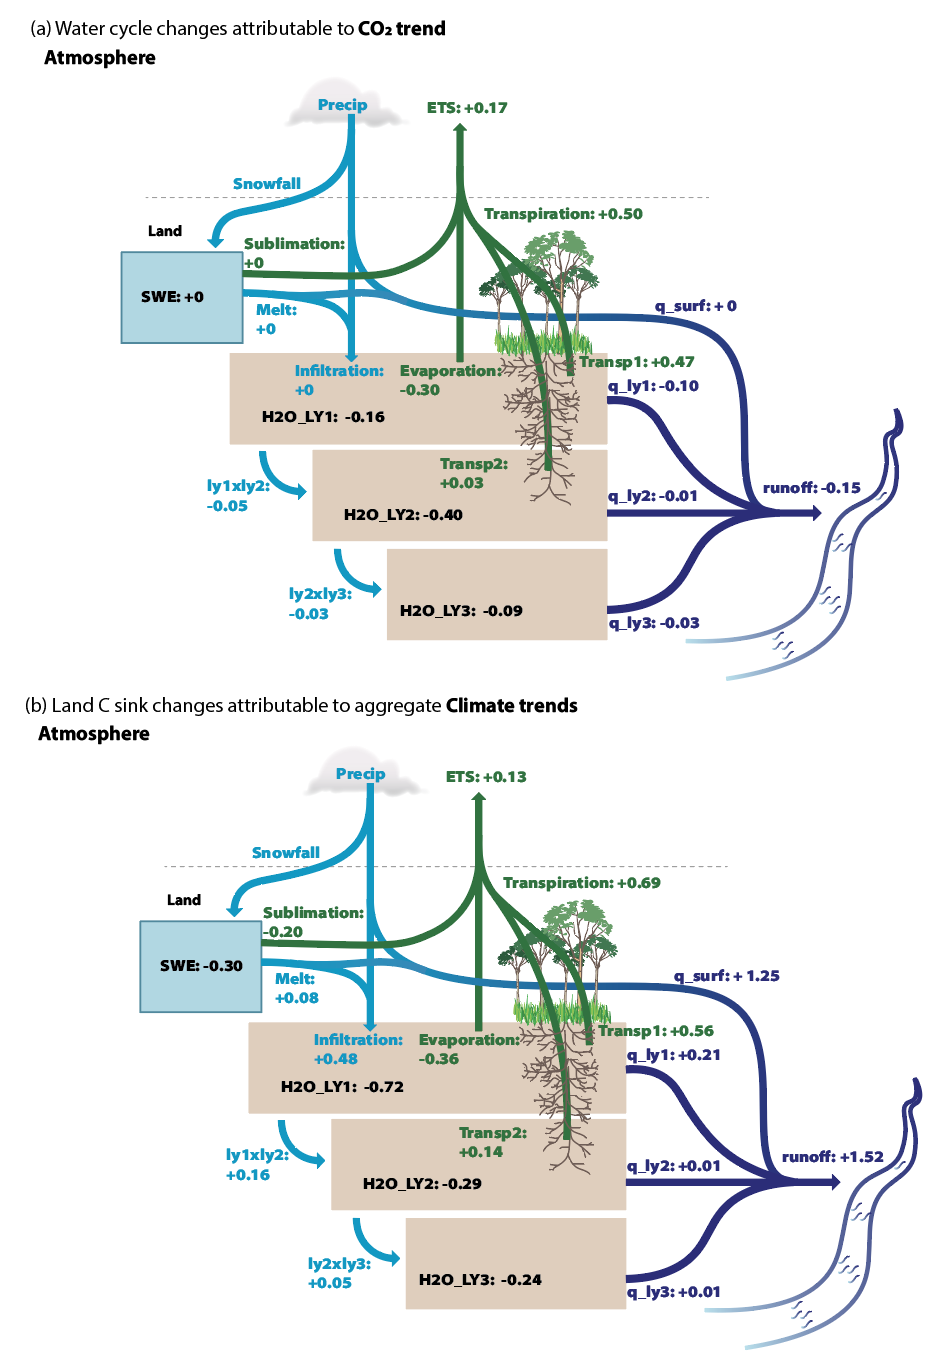 (a) Water cycle changes attributable to CO₂ trend
Atmosphere
Precip
ETS: +0.17
Snowfall
Transpiration: +0.50
Land
Sublimation:
+0
SWE: +0
Melt:
+0
q_surf: + 0
Transp1: +0.47
Infiltration:
+0
Evaporation:
-0.30
q_ly1: -0.10
H2O_LY1: -0.16
Transp2:
+0.03
ly1xly2:
-0.05
q_ly2: -0.01
runoff: -0.15
H2O_LY2: -0.40
ly2xly3:
-0.03
H2O_LY3: -0.09
q_ly3: -0.03
(b) Land C sink changes attributable to aggregate Climate trends
Atmosphere
Precip
ETS: +0.13
Snowfall
Transpiration: +0.69
Land
Sublimation:
-0.20
SWE: -0.30
Melt:
+0.08
q_surf: + 1.25
Transp1: +0.56
Infiltration:
+0.48
Evaporation:
-0.36
q_ly1: +0.21
H2O_LY1: -0.72
Transp2:
+0.14
ly1xly2:
+0.16
q_ly2: +0.01
runoff: +1.52
H2O_LY2: -0.29
ly2xly3:
+0.05
H2O_LY3: -0.24
q_ly3: +0.01